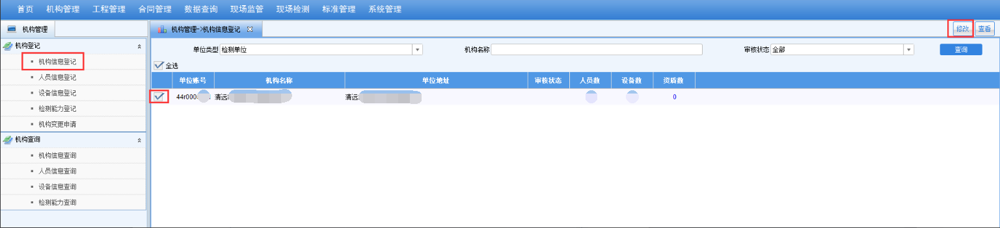 首页 机构管理 工程管理 合同管理 数据查询 现场监管 现场检测 标准管理 系统管理
机构管理
机构管理->机构信息登记
修改 查看
机构登记
机构信息登记
人员信息登记
设备信息登记
检测能力登记
机构变更申请
机构查询
机构信息查询
人员信息查询
设备信息查询
检测能力查询
单位类型 检测单位 机构名称 审核状态 全部 查询
全选
单位账号 机构名称 单位地址 审核状态 人员数 设备数 资质数
44r000 清远 清远 0